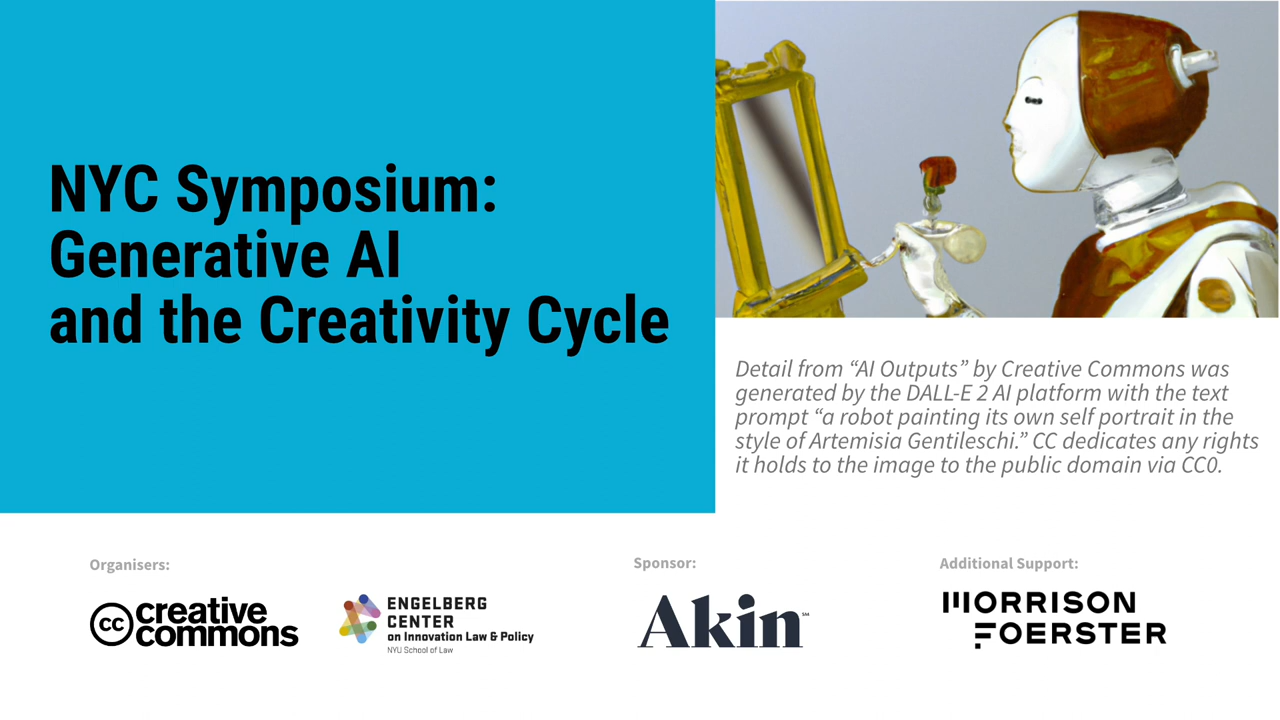 NYC Symposium:
Generative AI
and the Creativity Cycle
Detail from “AI Outputs” by Creative Commons was
generated by the DALL-E 2 AI platform with the text
prompt “a robot painting its own self portrait in the
style of Artemisia Gentileschi.” CC dedicates any rights
it holds to the image to the public domain via CC0.
Organisers:
cc creative
commons
ENGELBERG
CENTER
on Innovation Law & Policy
NYU School of Law
Sponsor:
Akin℠
Additional Support:
MORRISON
FOERSTER